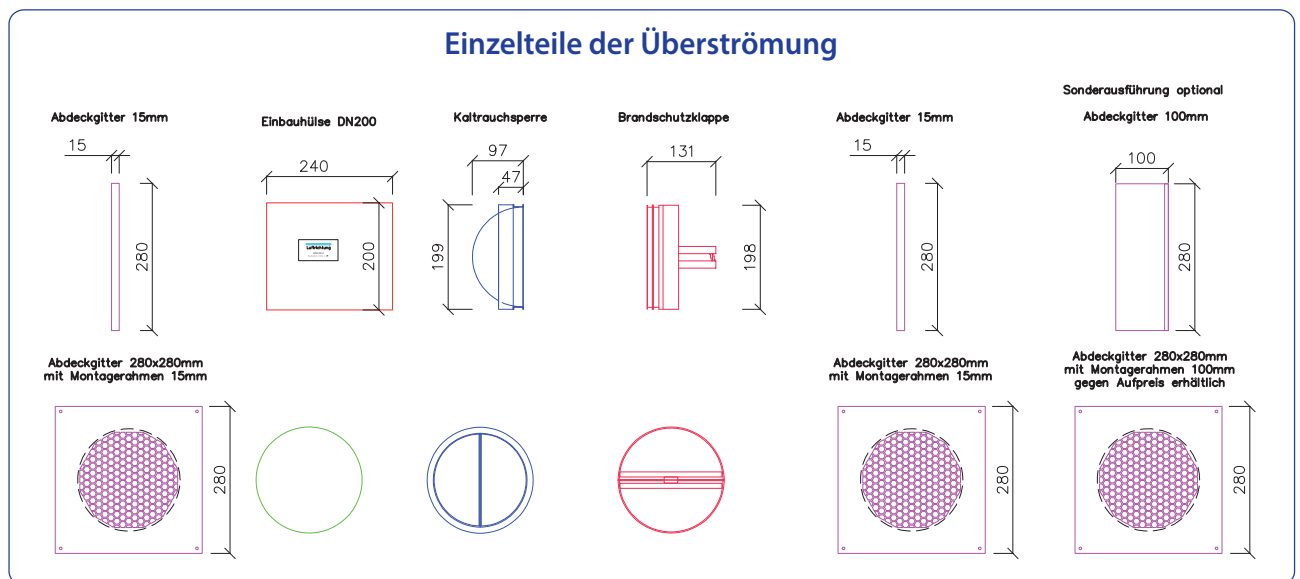 Einzelteile der Überströmung
Sonderausführung optional
Abdeckgitter 15mm
Einbauhülse DN200
Kaltrauchsperre
Brandschutzklappe
Abdeckgitter 15mm
Abdeckgitter 100mm
15
240
97
47
131
15
100
280
Luftrichtung
200
199
198
280
280
Abdeckgitter 280x280mm
mit Montagerahmen 15mm
Abdeckgitter 280x280mm
mit Montagerahmen 15mm
Abdeckgitter 280x280mm
mit Montagerahmen 100mm
gegen Aufpreis erhältlich
280
280
280